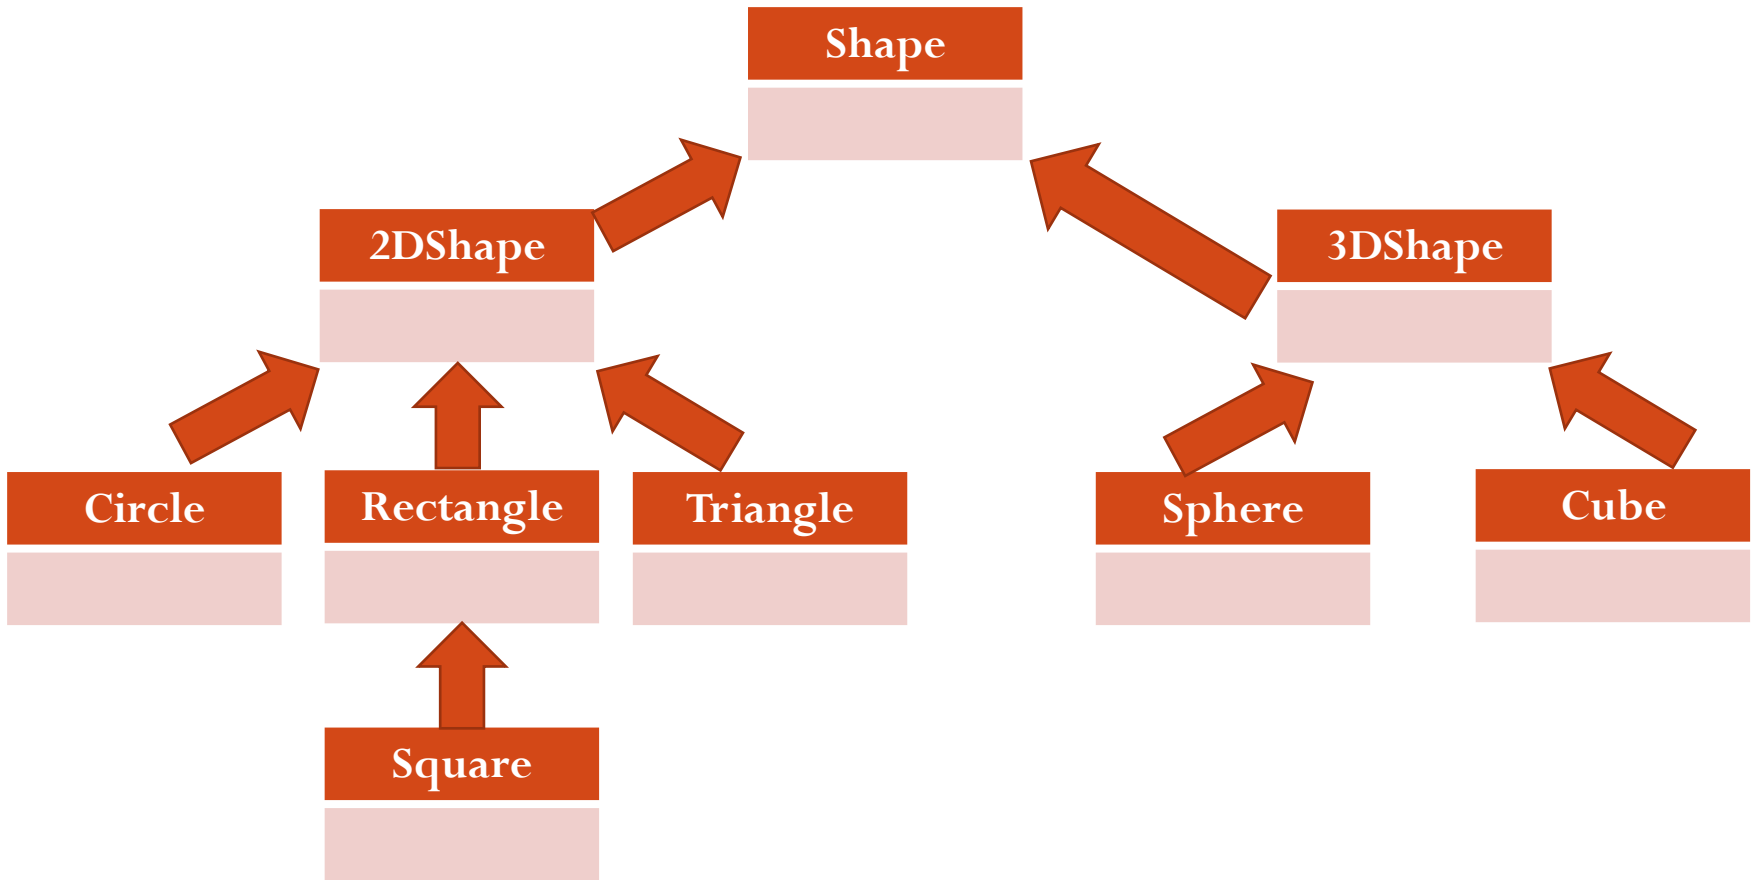 Shape
2DShape
3DShape
Circle
Rectangle
Triangle
Sphere
Cube
Square